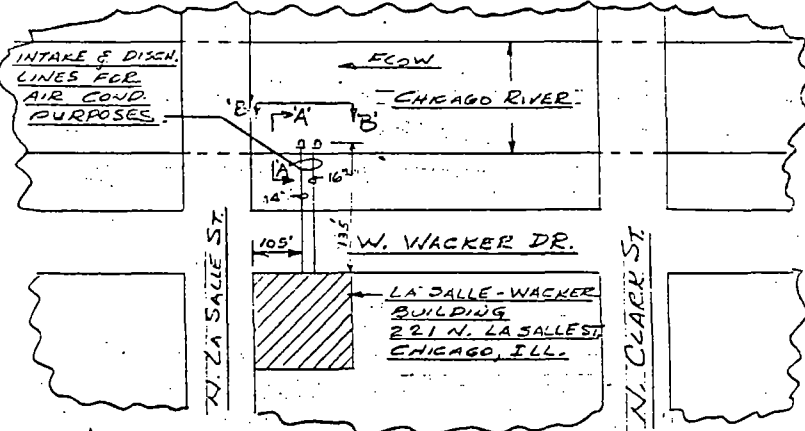 INTAKE & DISCH.
LINES FOR
AIR COND.
PURPOSES
FLOW
CHICAGO RIVER
'B'
'A'
'B'
'A'
16"
14"
135'
105'
W. WACKER DR.
N. LA SALLE ST.
LA SALLE-WACKER
BUILDING
221 N. LA SALLE ST.
CHICAGO, ILL.
N. CLARK ST.